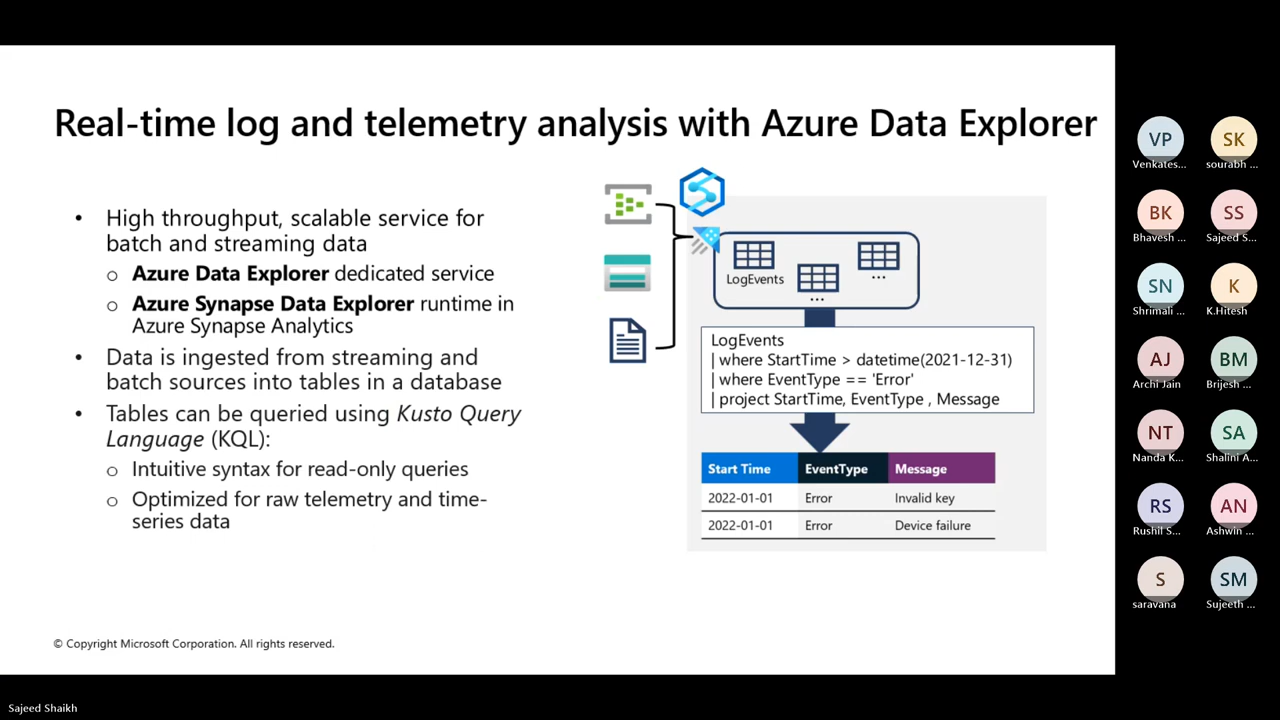 Real-time log and telemetry analysis with Azure Data Explorer
• High throughput, scalable service for
batch and streaming data
o Azure Data Explorer dedicated service
o Azure Synapse Data Explorer runtime in
Azure Synapse Analytics
• Data is ingested from streaming and
batch sources into tables in a database
• Tables can be queried using Kusto Query
Language (KQL):
o Intuitive syntax for read-only queries
o Optimized for raw telemetry and time-
series data
LogEvents
...
...
LogEvents
| where StartTime > datetime(2021-12-31)
| where EventType == 'Error'
| project StartTime, EventType , Message
Start Time EventType Message
2022-01-01 Error Invalid key
2022-01-01 Error Device failure
© Copyright Microsoft Corporation. All rights reserved.
VP SK
Venkates... sourabh ...
BK SS
Bhavesh ... Sajeed S...
SN K
Shrimali ... K.Hitesh
AJ BM
Archi Jain Brijesh ...
NT SA
Nanda K... Shalini A...
RS AN
Rushil S... Ashwin ...
S SM
saravana Sujeeth ...
Sajeed Shaikh